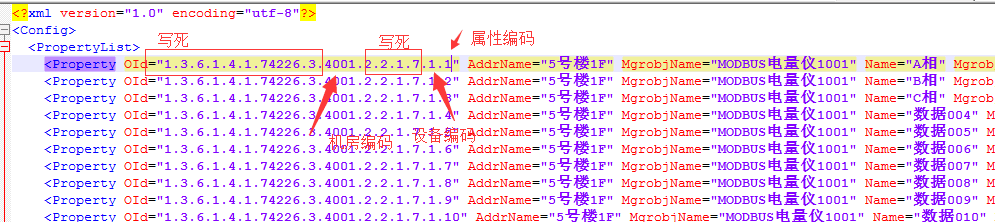 <?xml version="1.0" encoding="utf-8"?>
<Config>
写死 写死 属性编码
<PropertyList>
<Property OId="1.3.6.1.4.1.74226.3.4001.2.2.1.7.1.1" AddrName="5号楼1F" MgrobjName="MODBUS电量仪1001" Name="A相" Mgrob
<Property OId="1.3.6.1.4.1.74226.3.4001.2.2.1.7.1.2" AddrName="5号楼1F" MgrobjName="MODBUS电量仪1001" Name="B相" Mgrob
<Property OId="1.3.6.1.4.1.74226.3.4001.2.2.1.7.1.3" AddrName="5号楼1F" MgrobjName="MODBUS电量仪1001" Name="C相" Mgrob
<Property OId="1.3.6.1.4.1.74226.3.4001.2.2.1.7.1.4" AddrName="5号楼1F" MgrobjName="MODBUS电量仪1001" Name="数据004" M
机房编码 设备编码
<Property OId="1.3.6.1.4.1.74226.3. AddrName="5号楼1F" MgrobjName="MODBUS电量仪1001" Name="数据005" M
<Property OId="1.3.6.1.4.1.74226.3.4001.2.2.1.7.1.6" AddrName="5号楼1F" MgrobjName="MODBUS电量仪1001" Name="数据006" M
<Property OId="1.3.6.1.4.1.74226.3.4001.2.2.1.7.1.7" AddrName="5号楼1F" MgrobjName="MODBUS电量仪1001" Name="数据007" M
<Property OId="1.3.6.1.4.1.74226.3.4001.2.2.1.7.1.8" AddrName="5号楼1F" MgrobjName="MODBUS电量仪1001" Name="数据008" M
<Property OId="1.3.6.1.4.1.74226.3.4001.2.2.1.7.1.9" AddrName="5号楼1F" MgrobjName="MODBUS电量仪1001" Name="数据009" M
<Property OId="1.3.6.1.4.1.74226.3.4001.2.2.1.7.1.10" AddrName="5号楼1F" MgrobjName="MODBUS电量仪1001" Name="数据010"